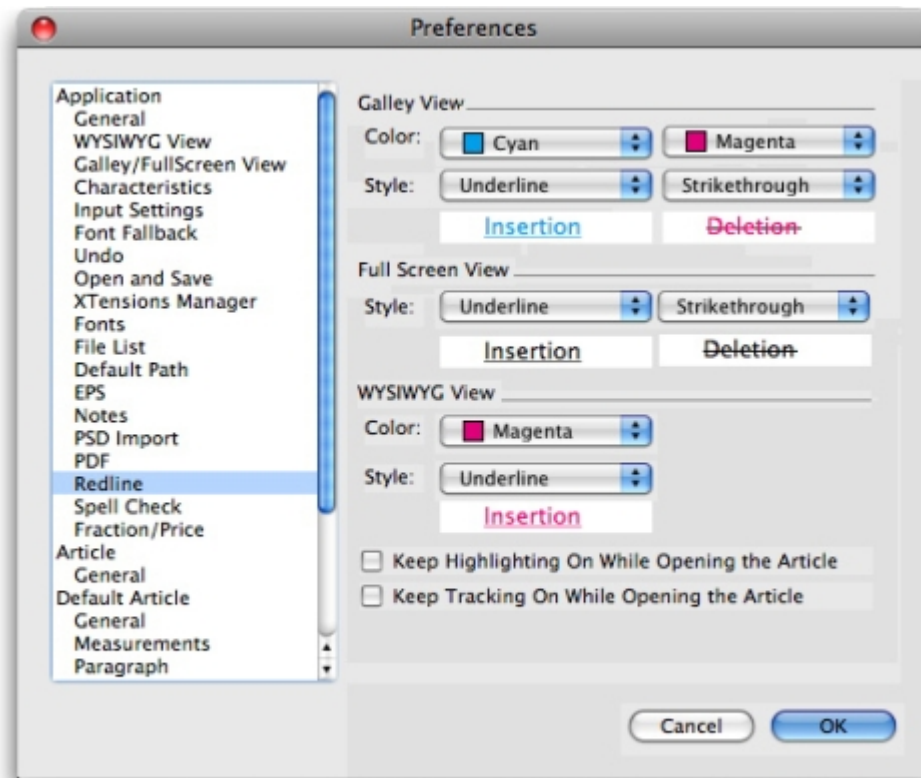 Preferences
Application
General
WYSIWYG View
Galley/FullScreen View
Characteristics
Input Settings
Font Fallback
Undo
Open and Save
XTensions Manager
Fonts
File List
Default Path
EPS
Notes
PSD Import
PDF
Redline
Spell Check
Fraction/Price
Article
General
Default Article
General
Measurements
Paragraph
Galley View
Color: Cyan Magenta
Style: Underline Strikethrough
Insertion Deletion
Full Screen View
Style: Underline Strikethrough
Insertion Deletion
WYSIWYG View
Color: Magenta
Style: Underline
Insertion
Keep Highlighting On While Opening the Article
Keep Tracking On While Opening the Article
Cancel OK